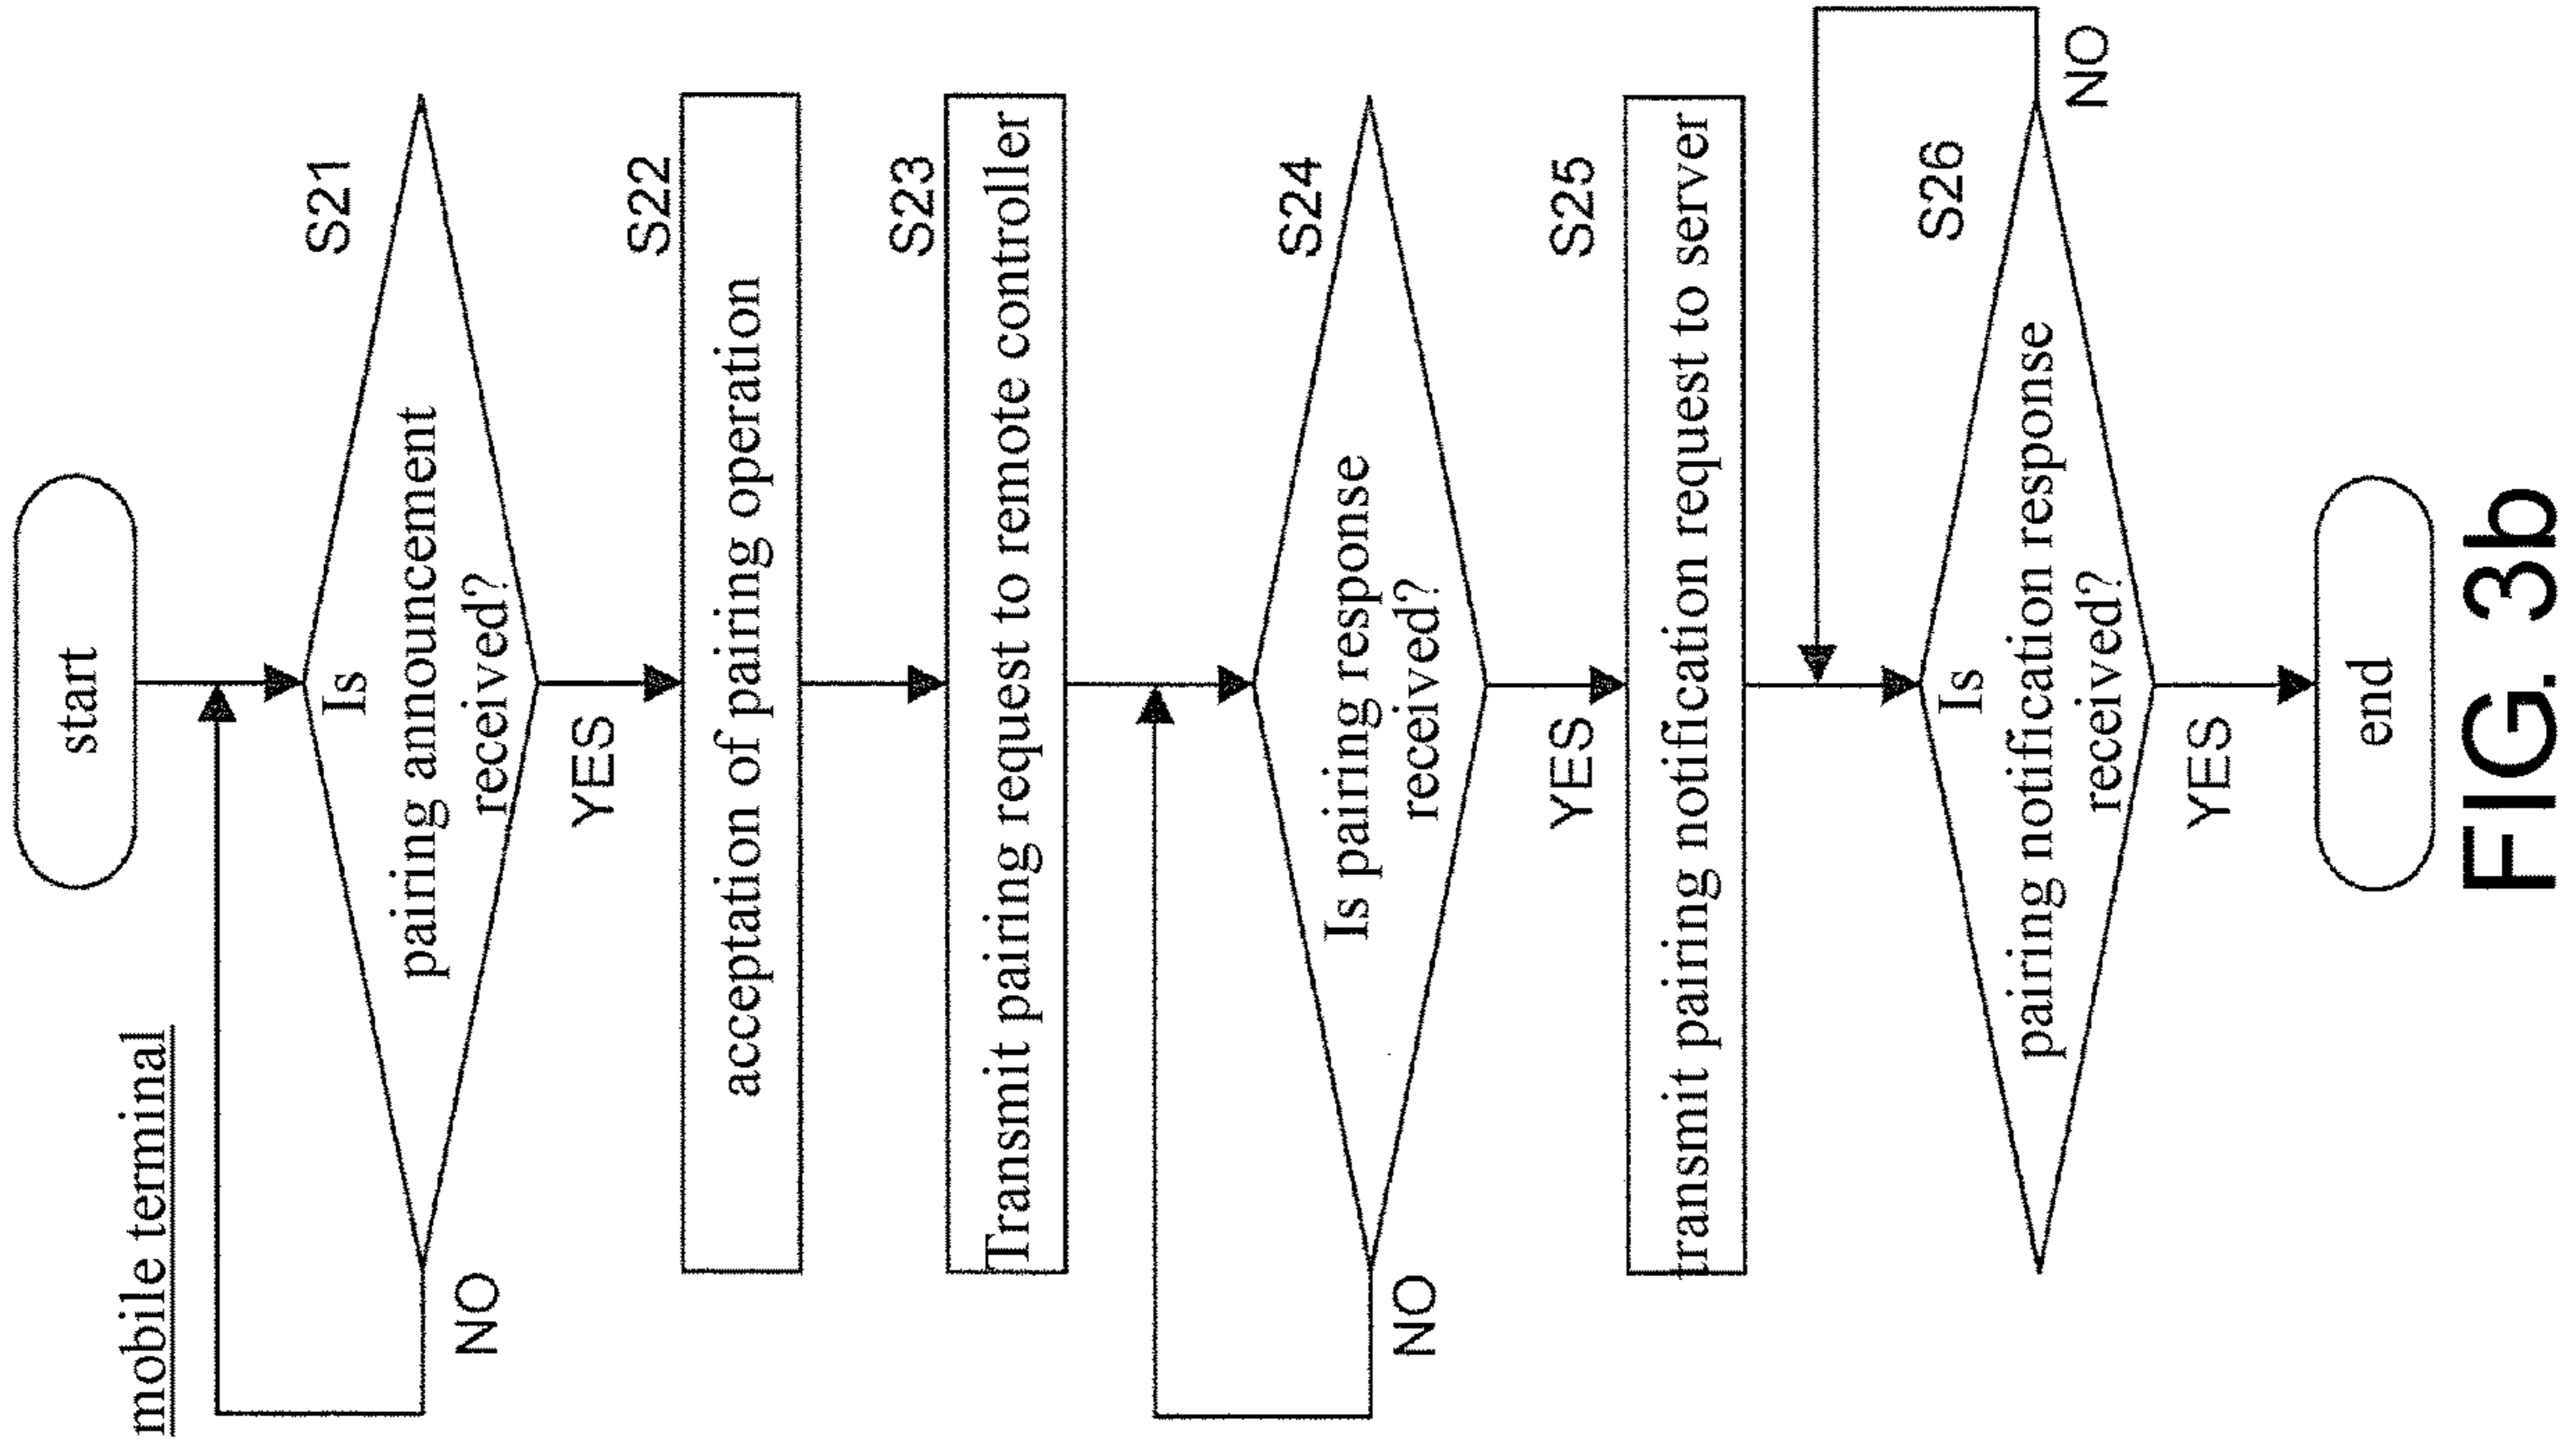 mobile terminal
start
S21
Is
pairing announcement
received?
NO
YES
S22
acceptation of pairing operation
S23
Transmit pairing request to remote controller
S24
Is pairing response
received?
NO
YES
S25
transmit pairing notification request to server
S26
Is
pairing notification response
received?
NO
YES
end
FIG. 3b